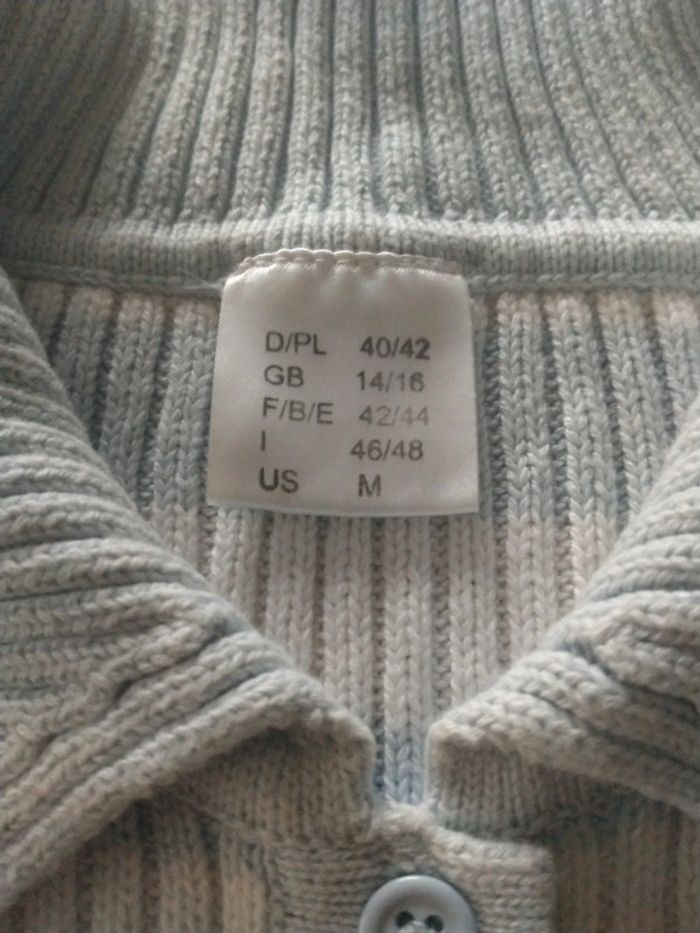 D/PL 40/42
GB 14/16
F/B/E 42/44
I 46/48
US M